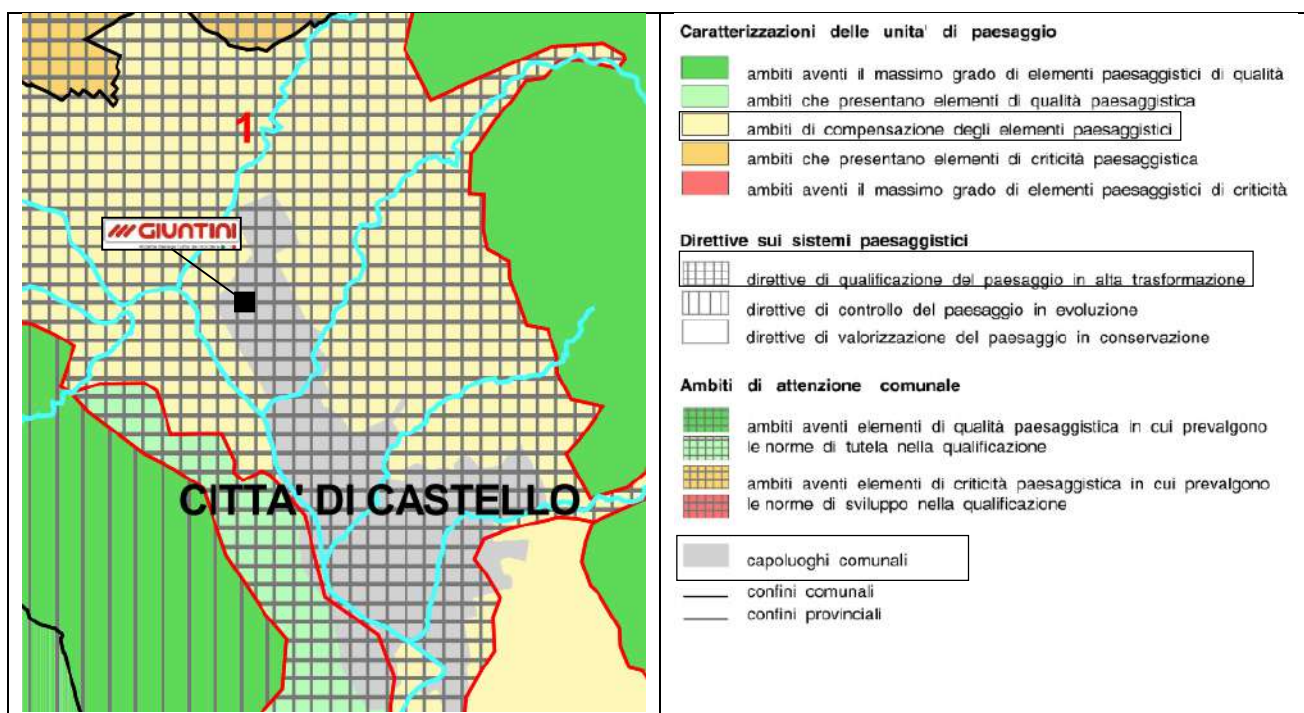 1
GIUNTINI
CITTA' DI CASTELLO
Caratterizzazioni delle unita' di paesaggio
ambiti aventi il massimo grado di elementi paesaggistici di qualità
ambiti che presentano elementi di qualità paesaggistica
ambiti di compensazione degli elementi paesaggistici
ambiti che presentano elementi di criticità paesaggistica
ambiti aventi il massimo grado di elementi paesaggistici di criticità
Direttive sui sistemi paesaggistici
direttive di qualificazione del paesaggio in alta trasformazione
direttive di controllo del paesaggio in evoluzione
direttive di valorizzazione del paesaggio in conservazione
Ambiti di attenzione comunale
ambiti aventi elementi di qualità paesaggistica in cui prevalgono
le norme di tutela nella qualificazione
ambiti aventi elementi di criticità paesaggistica in cui prevalgono
le norme di sviluppo nella qualificazione
capoluoghi comunali
confini comunali
confini provinciali